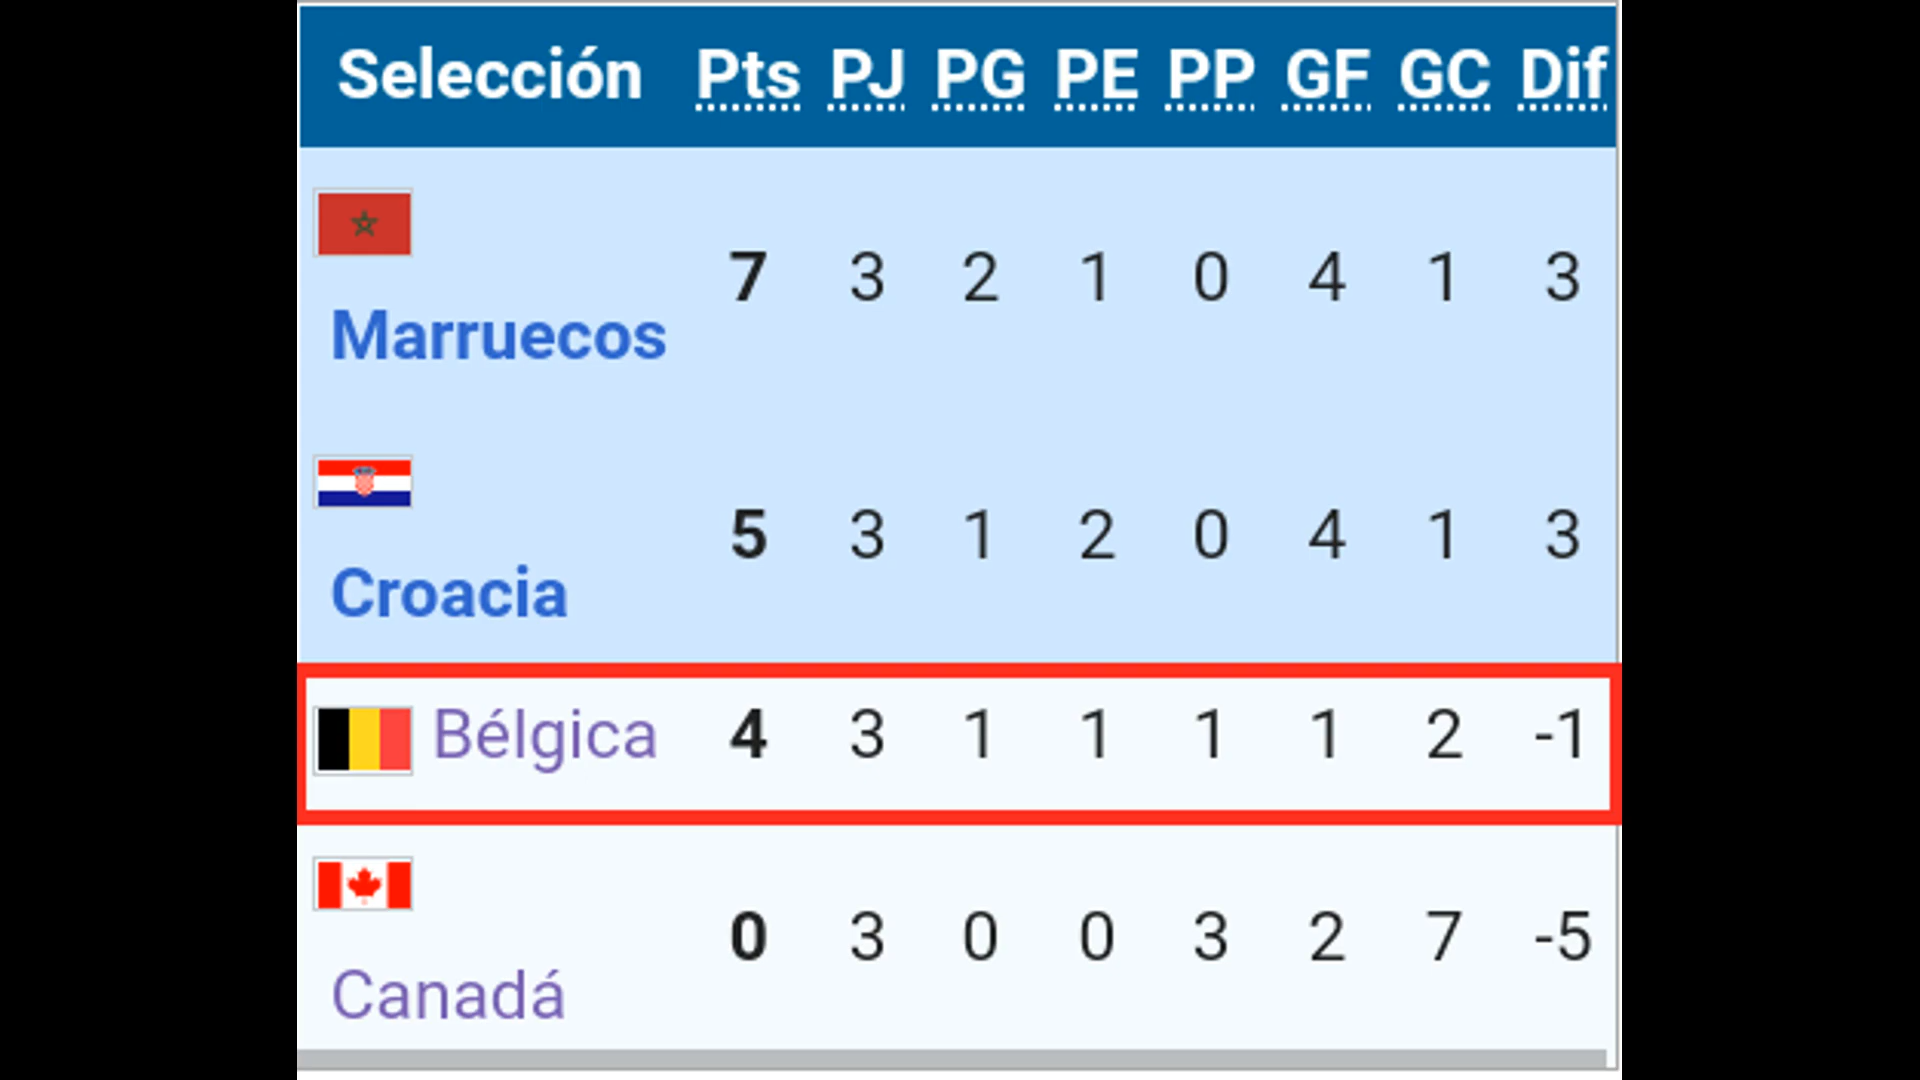 Selección Pts PJ PG PE PP GF GC Dif
Marruecos 7 3 2 1 0 4 1 3
Croacia 5 3 1 2 0 4 1 3
Bélgica 4 3 1 1 1 1 2 -1
Canadá 0 3 0 0 3 2 7 -5